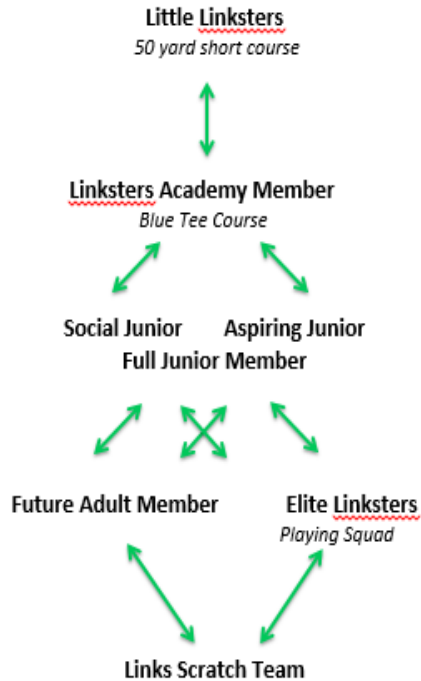 Little Linksters
50 yard short course
Linksters Academy Member
Blue Tee Course
Social Junior Aspiring Junior
Full Junior Member
Future Adult Member Elite Linksters
Playing Squad
Links Scratch Team